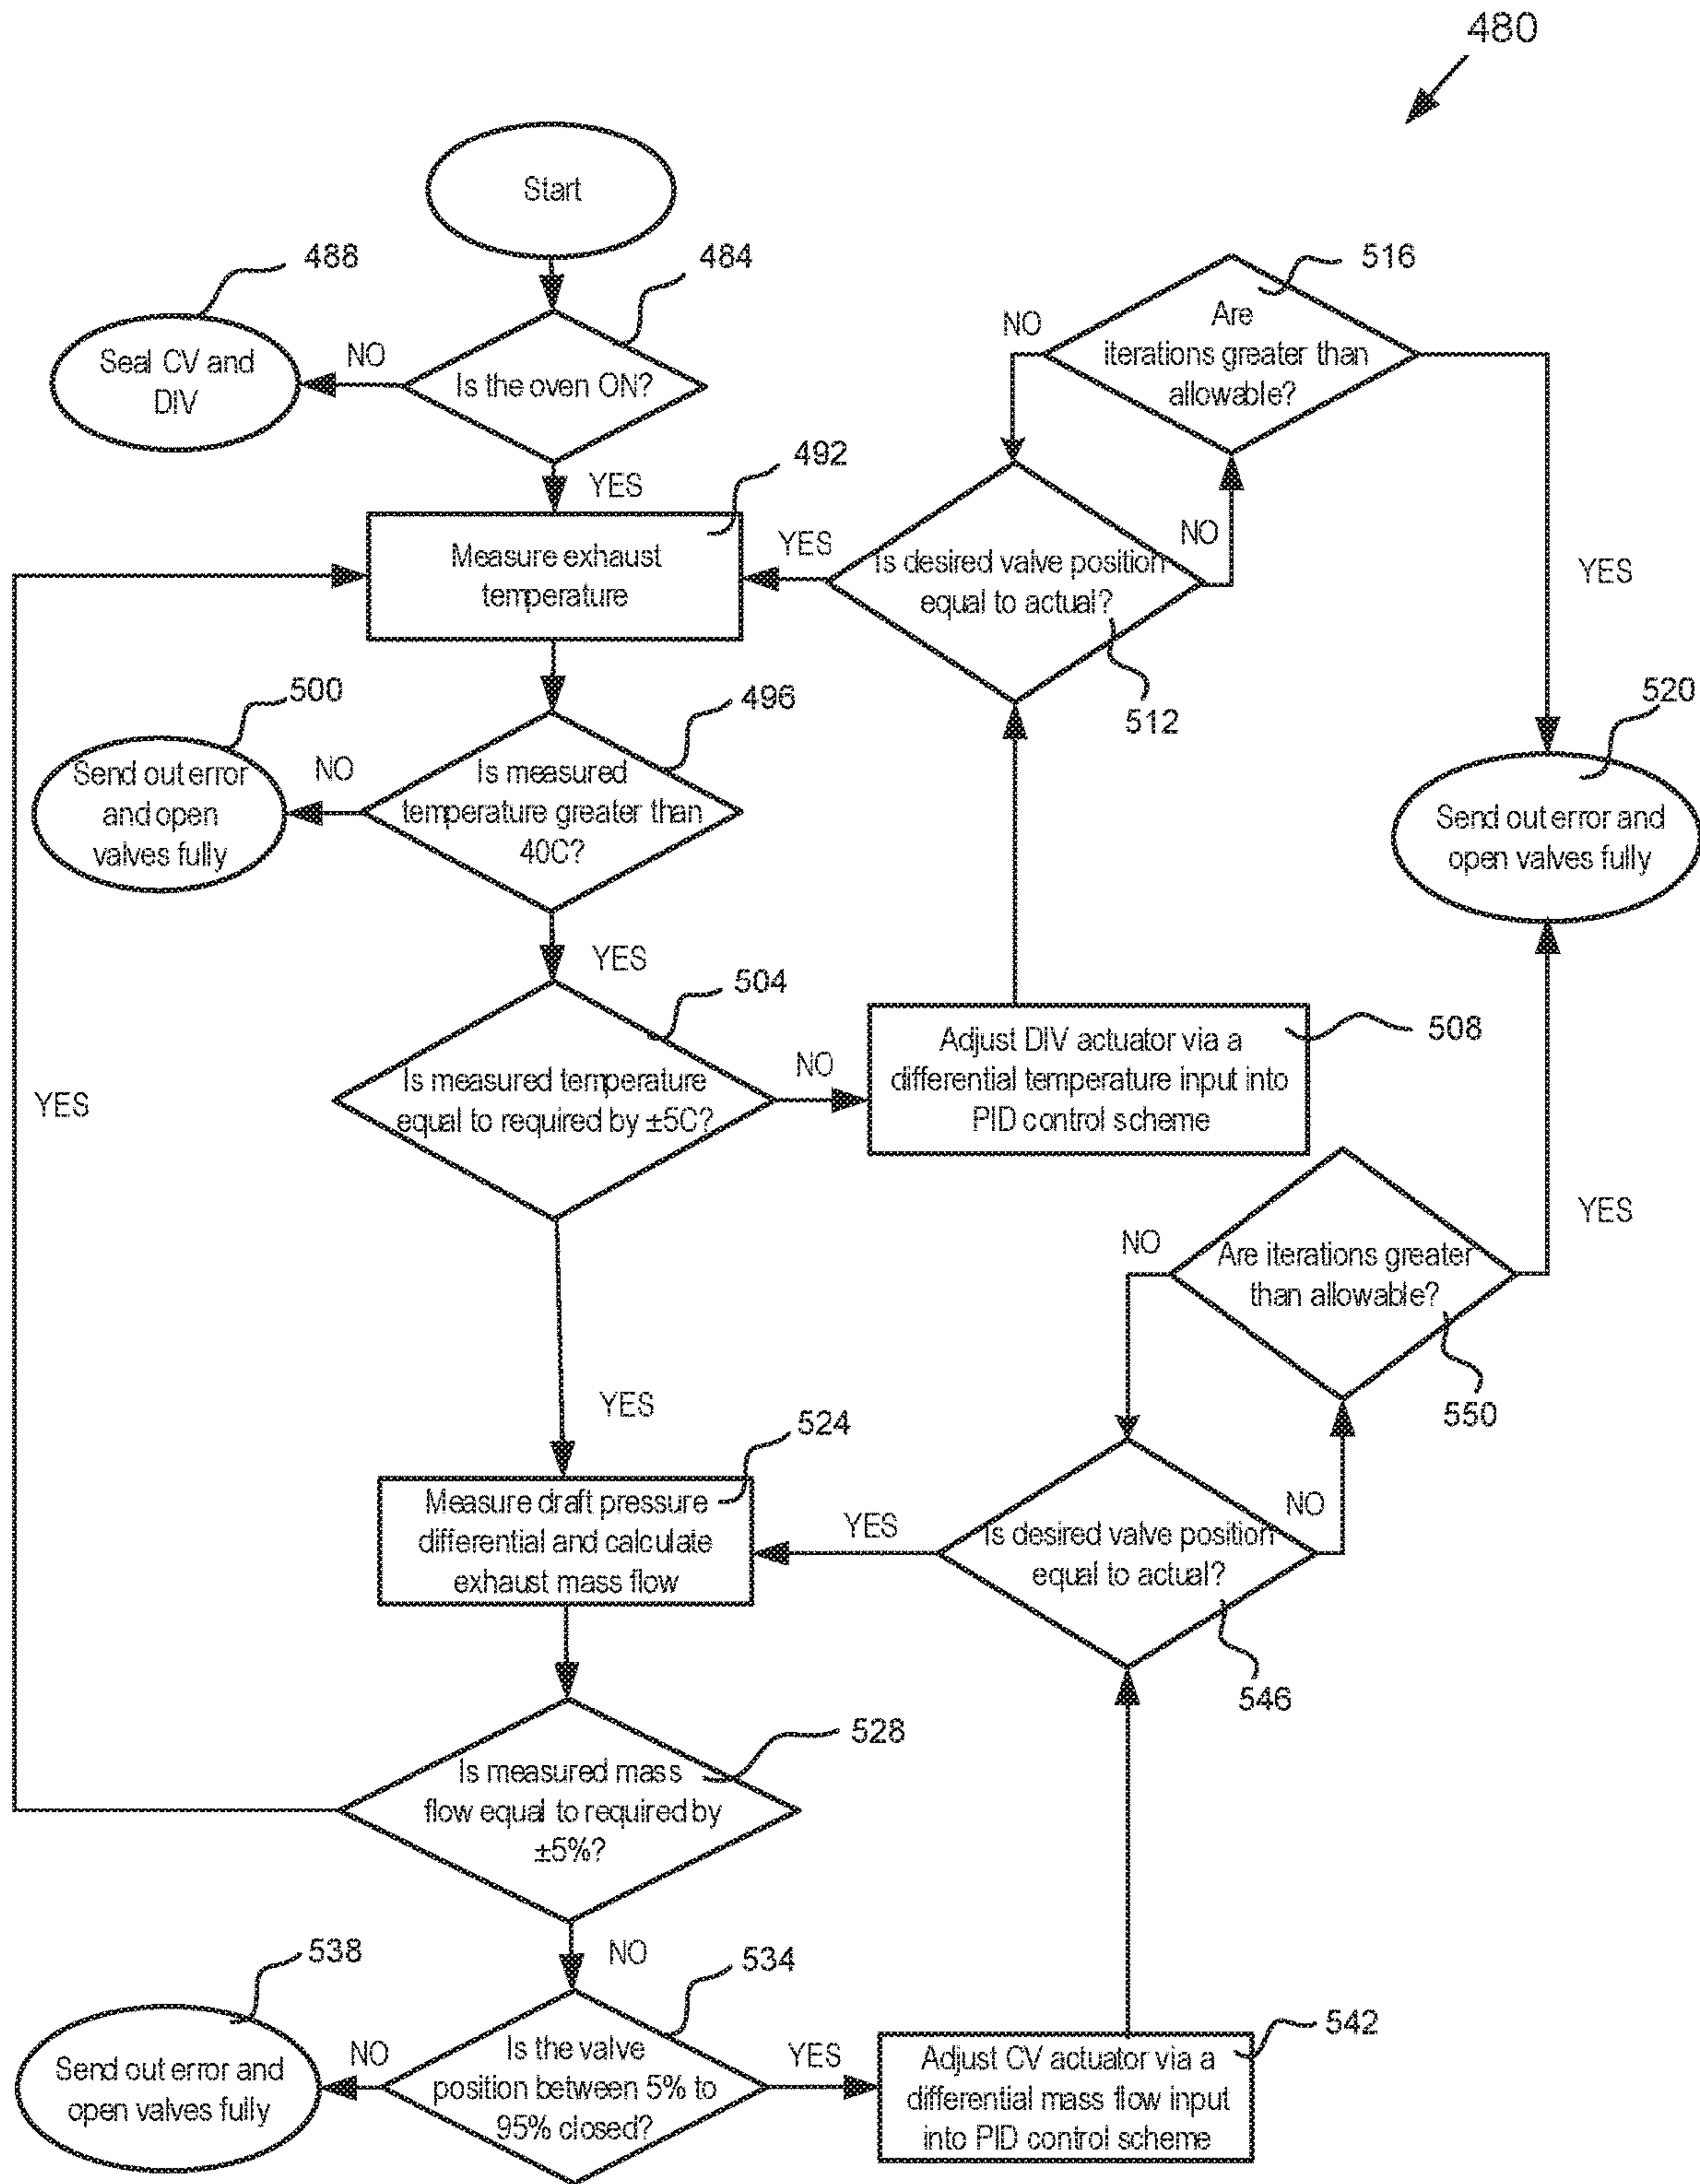 480
Start
488
484
516
Seal CV and
DIV
NO
Is the oven ON?
NO
Are
iterations greater than
allowable?
YES
492
Measure exhaust
temperature
YES
Is desired valve position
equal to actual?
NO
YES
512
500
496
520
Send out error
and open
valves fully
NO
Is measured
temperature greater than
40C?
Send out error and
open valves fully
YES
504
Is measured temperature
equal to required by ±5C?
NO
Adjust DIV actuator via a
differential temperature input into
PID control scheme
508
YES
YES
NO
Are iterations greater
than allowable?
550
YES
524
Measure draft pressure
differential and calculate
exhaust mass flow
YES
Is desired valve position
equal to actual?
NO
546
528
Is measured mass
flow equal to required by
±5%?
NO
538
534
Send out error and
open valves fully
NO
Is the valve
position between 5% to
95% closed?
YES
Adjust CV actuator via a
differential mass flow input
into PID control scheme
542